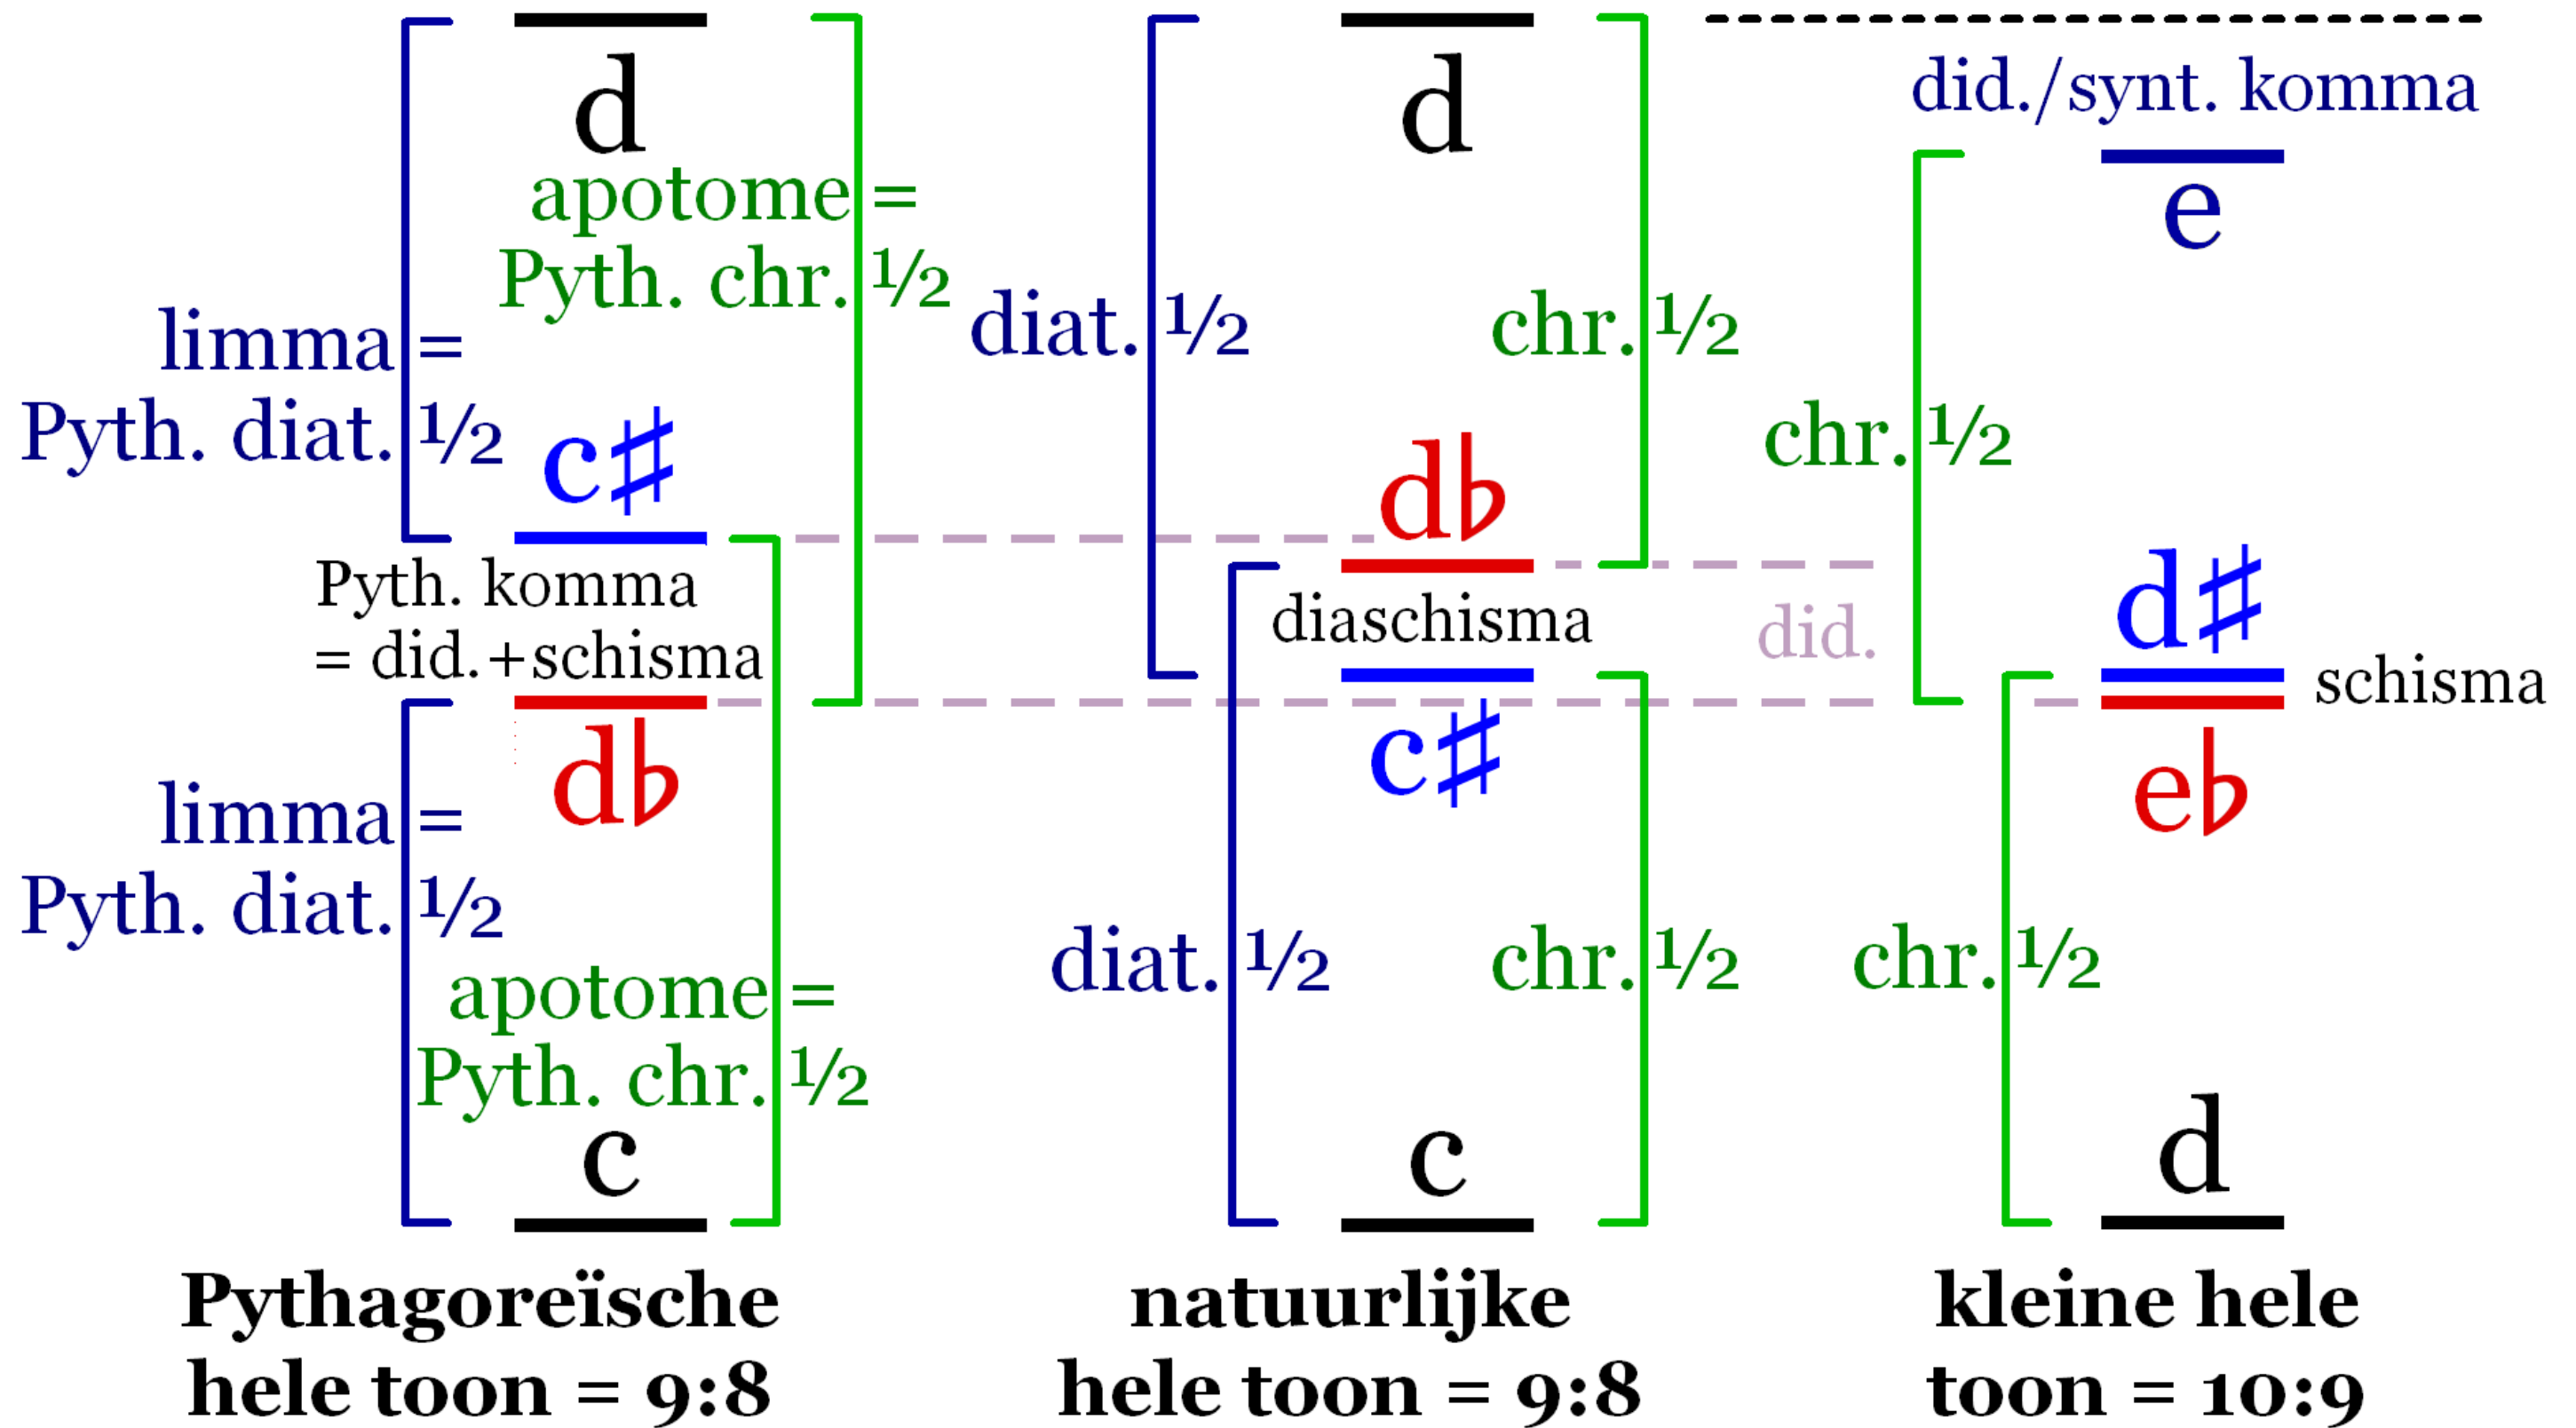 d
apotome =
Pyth. chr. ½
limma =
Pyth. diat. ½
c♯
Pyth. komma
= did.+schisma
d♭
limma =
Pyth. diat. ½
apotome =
Pyth. chr. ½
c
Pythagoreïsche
hele toon = 9:8
d
diat. ½
chr. ½
d♭
diaschisma
c♯
diat. ½
chr. ½
c
natuurlijke
hele toon = 9:8
did./synt. komma
e
chr. ½
did.
d♯
schisma
e♭
chr. ½
d
kleine hele
toon = 10:9